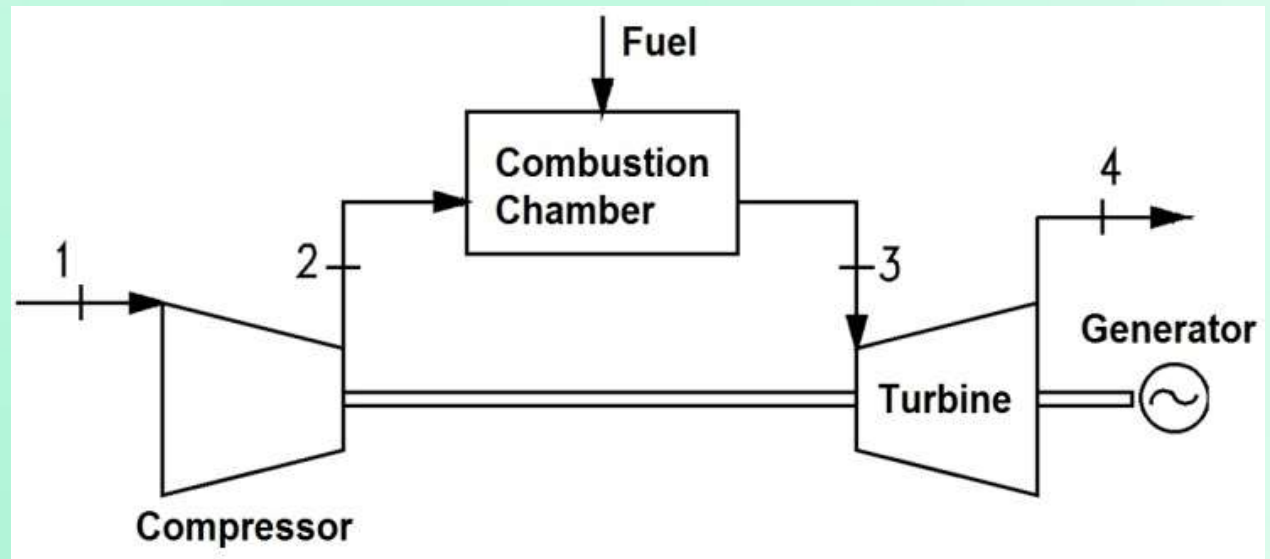 Fuel
Combustion
Chamber
4
1
2
3
Generator
Turbine
Compressor